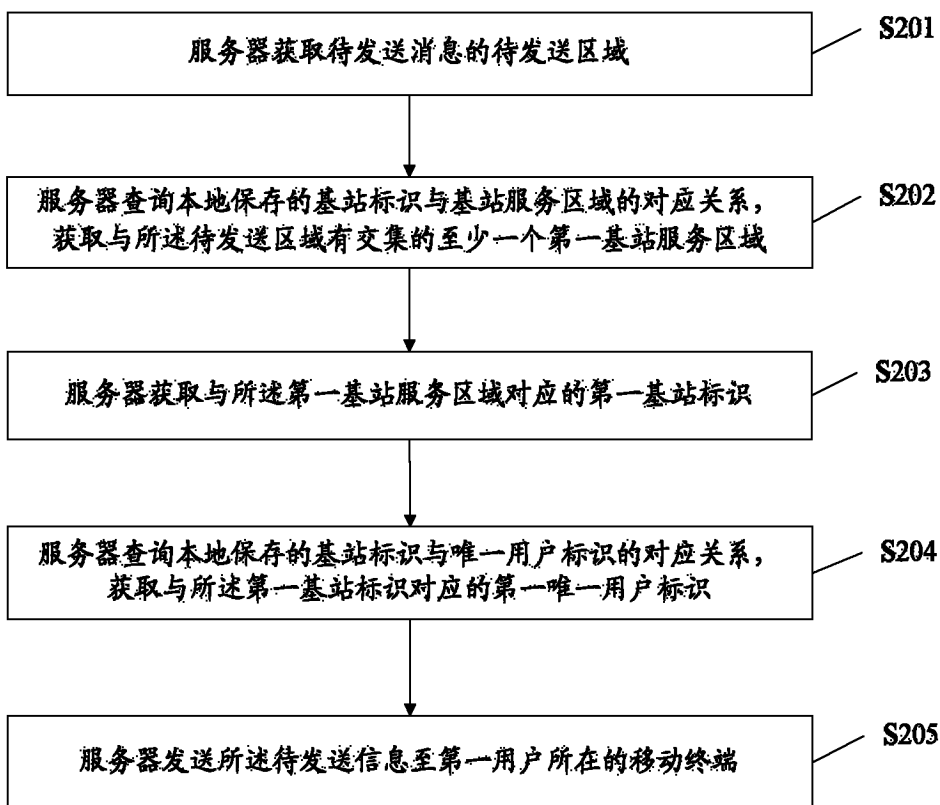 服务器获取待发送消息的待发送区域
S201
服务器查询本地保存的基站标识与基站服务区域的对应关系，
获取与所述待发送区域有交集的至少一个第一基站服务区域
S202
服务器获取与所述第一基站服务区域对应的第一基站标识
S203
服务器查询本地保存的基站标识与唯一用户标识的对应关系，
获取与所述第一基站标识对应的第一唯一用户标识
S204
服务器发送所述待发送信息至第一用户所在的移动终端
S205